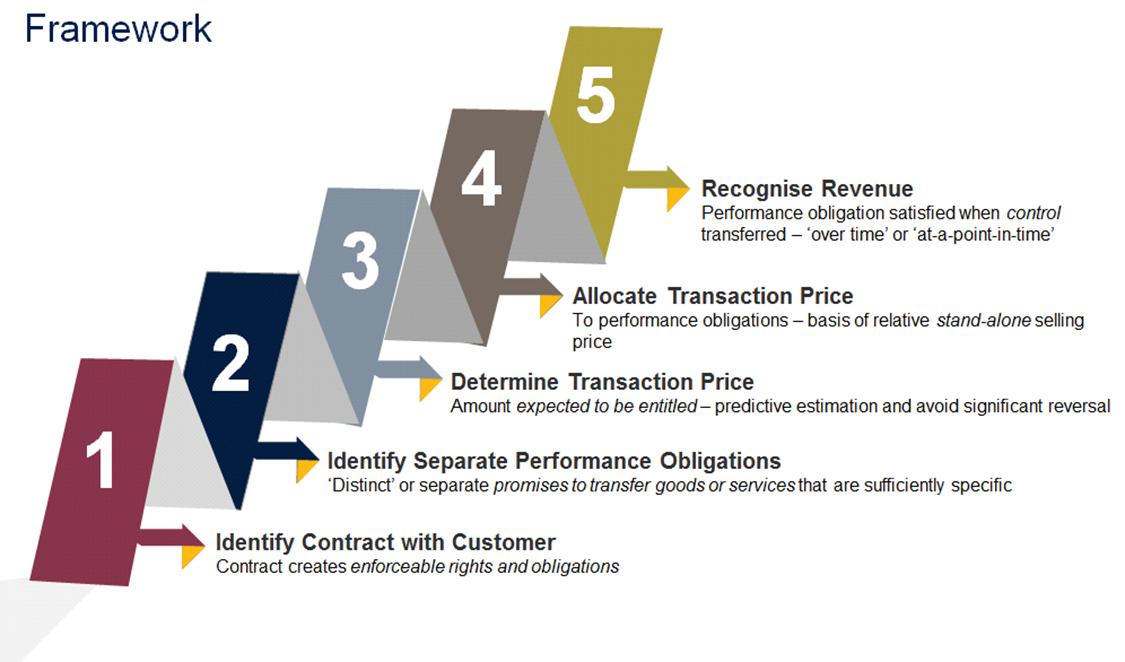 Framework
5
Recognise Revenue
Performance obligation satisfied when control
transferred – ‘over time’ or ‘at-a-point-in-time’
4
Allocate Transaction Price
To performance obligations – basis of relative stand-alone selling
price
3
Determine Transaction Price
Amount expected to be entitled – predictive estimation and avoid significant reversal
2
Identify Separate Performance Obligations
‘Distinct’ or separate promises to transfer goods or services that are sufficiently specific
1
Identify Contract with Customer
Contract creates enforceable rights and obligations